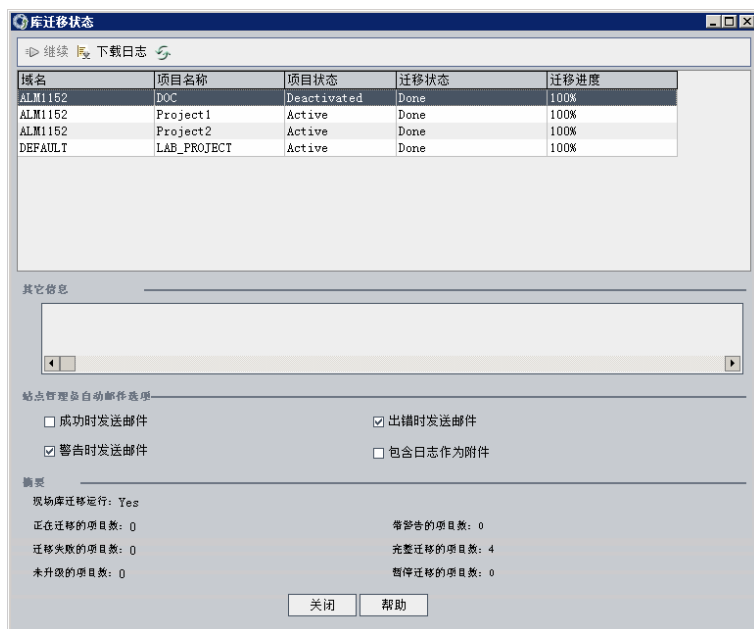 库迁移状态
继续 下载日志
域名 项目名称 项目状态 迁移状态 迁移进度
ALM1152 DOC Deactivated Done 100%
ALM1152 Project1 Active Done 100%
ALM1152 Project2 Active Done 100%
DEFAULT LAB_PROJECT Active Done 100%
其它信息
站点管理员自动邮件选项
成功时发送邮件 出错时发送邮件
警告时发送邮件 包含日志作为附件
摘要
现场库迁移运行: Yes
正在迁移的项目数: 0 带警告的项目数: 0
迁移失败的项目数: 0 完整迁移的项目数: 4
未升级的项目数: 0 暂停迁移的项目数: 0
关闭 帮助